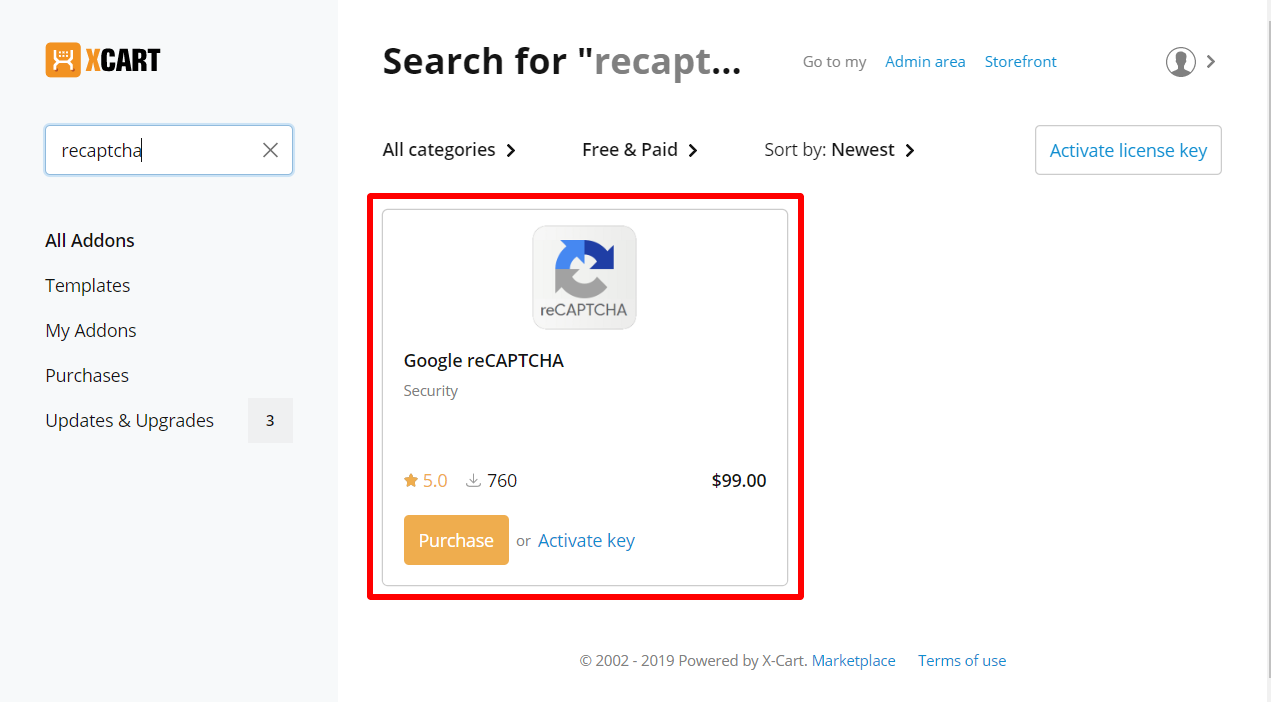 XCART
Search for "recapt...
Go to my Admin area Storefront
recaptcha
All categories Free & Paid Sort by: Newest Activate license key
All Addons
Templates
My Addons
Purchases
Updates & Upgrades 3
reCAPTCHA
Google reCAPTCHA
Security
5.0 760 $99.00
Purchase or Activate key
© 2002 - 2019 Powered by X-Cart. Marketplace Terms of use